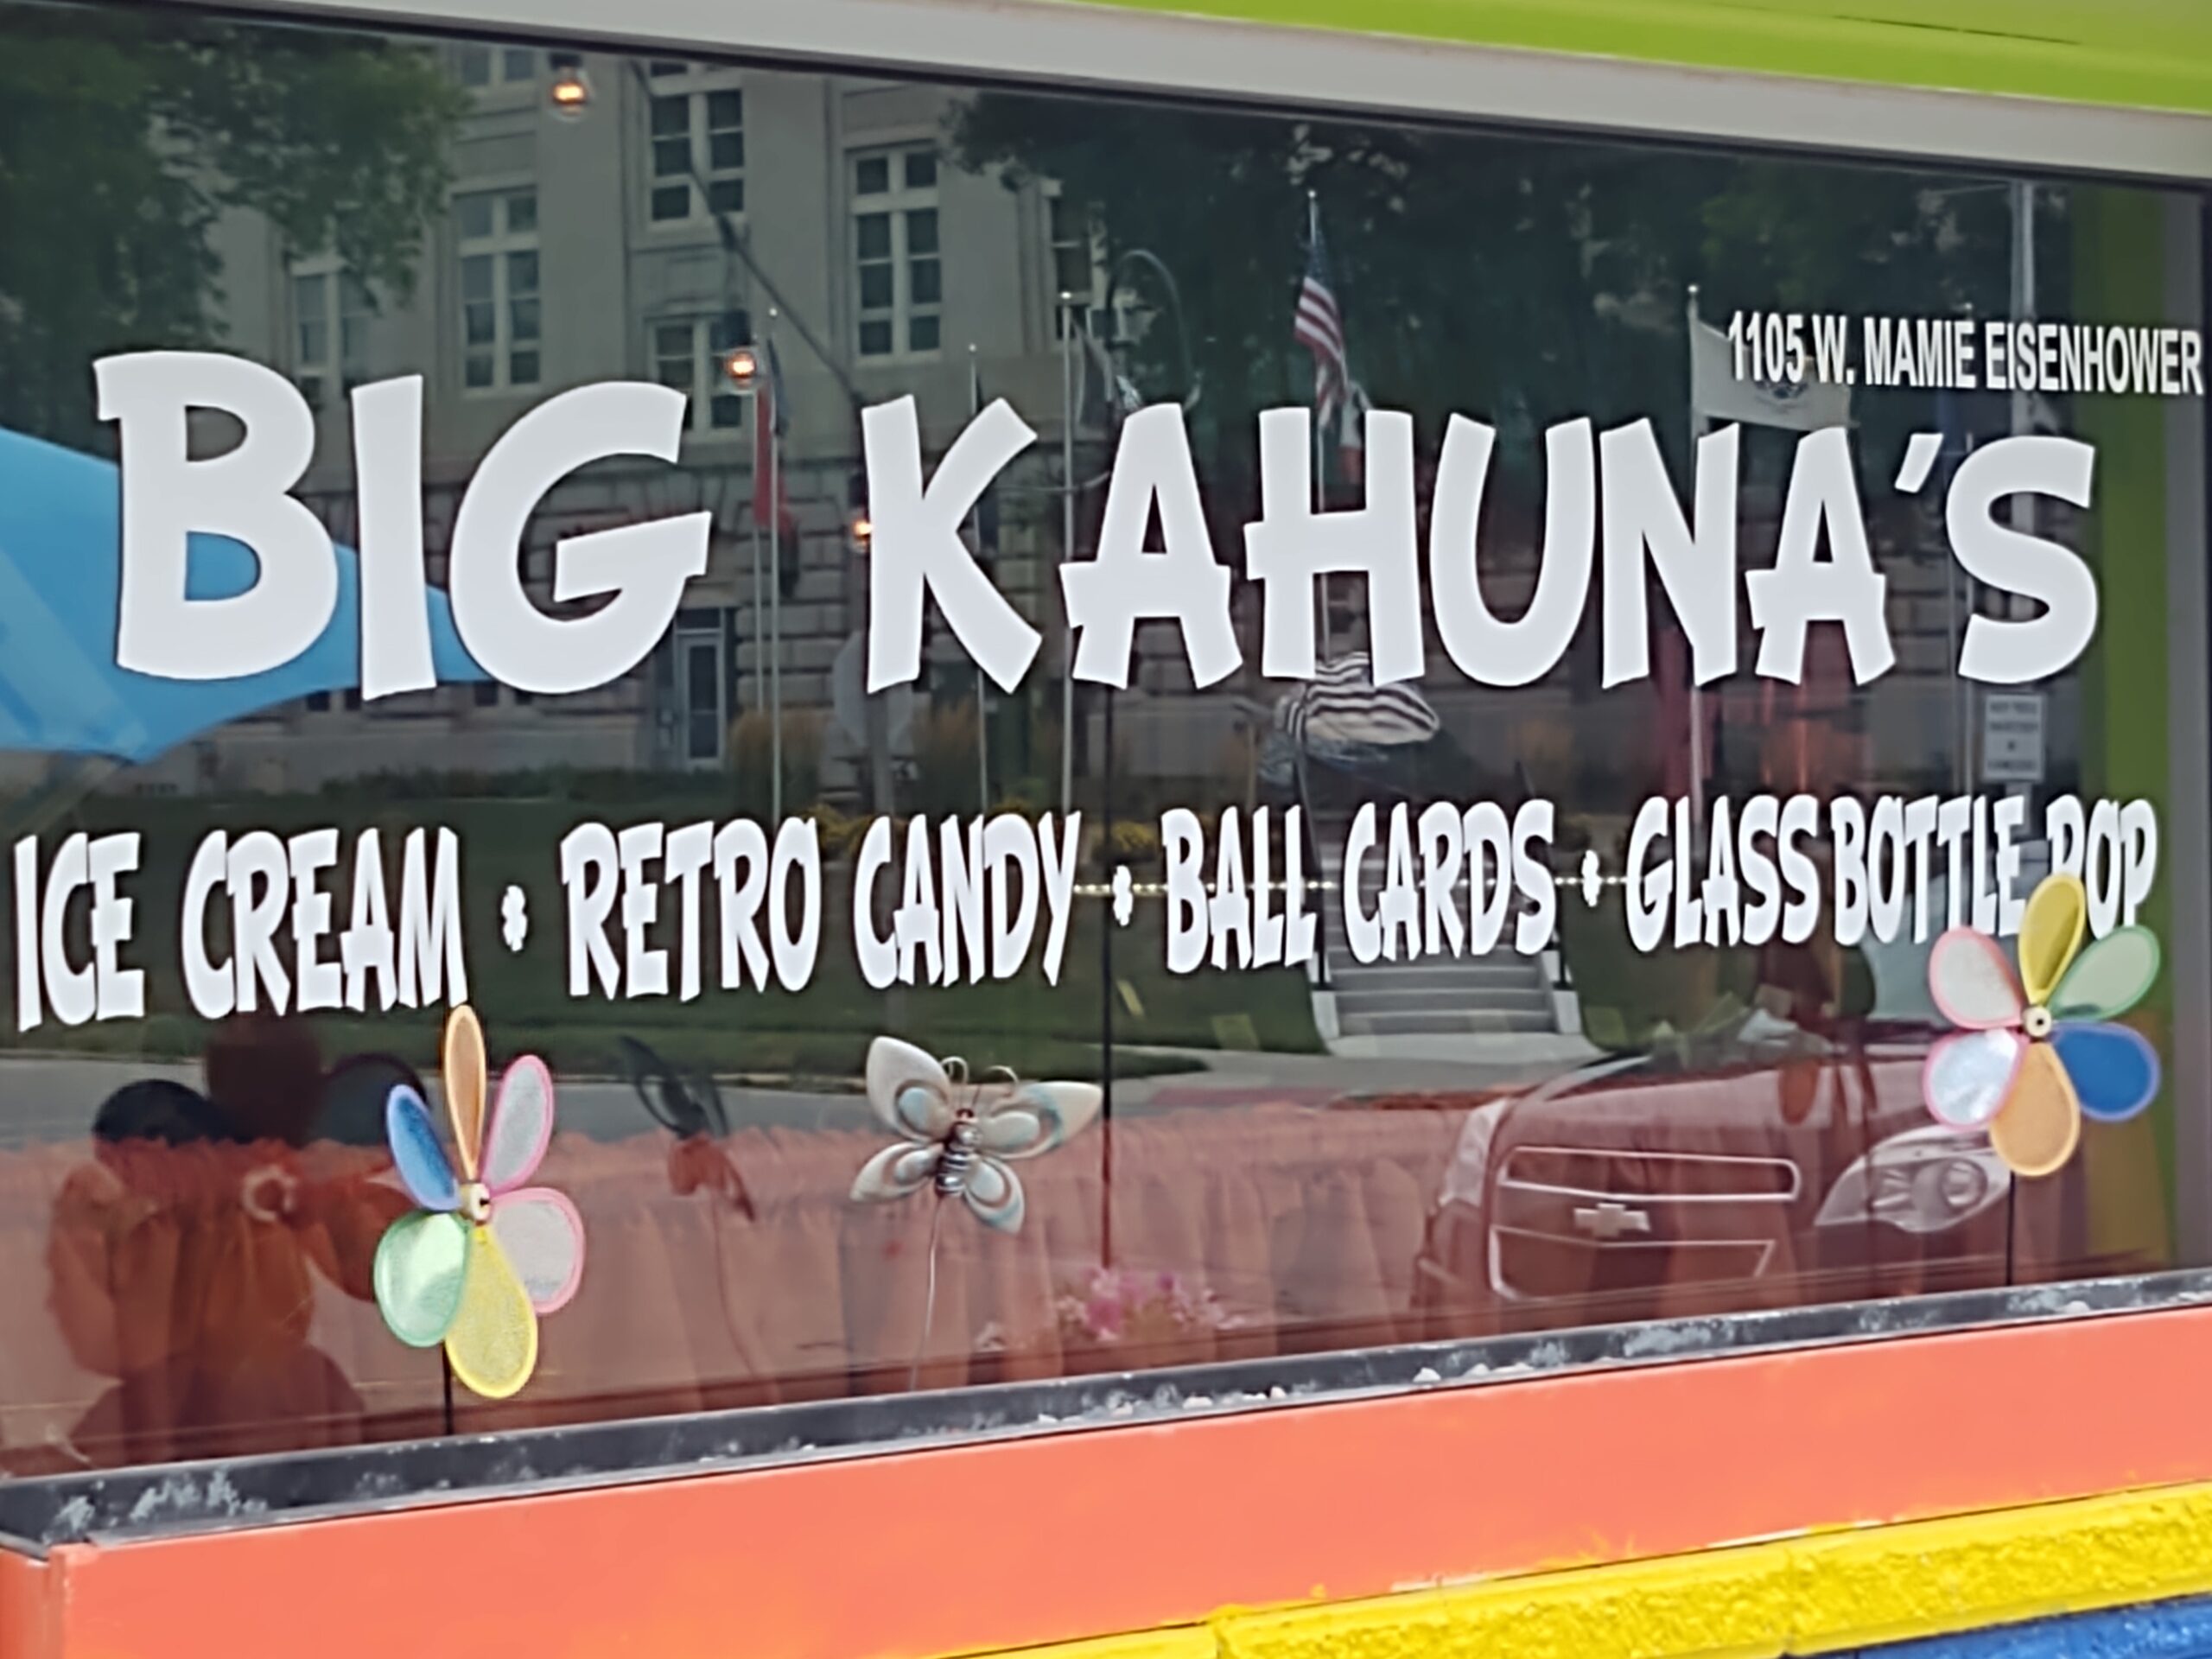 1105 W. MAMIE EISENHOWER
BIG KAHUNA'S
ICE CREAM • RETRO CANDY • BALL CARDS • GLASS BOTTLE POP